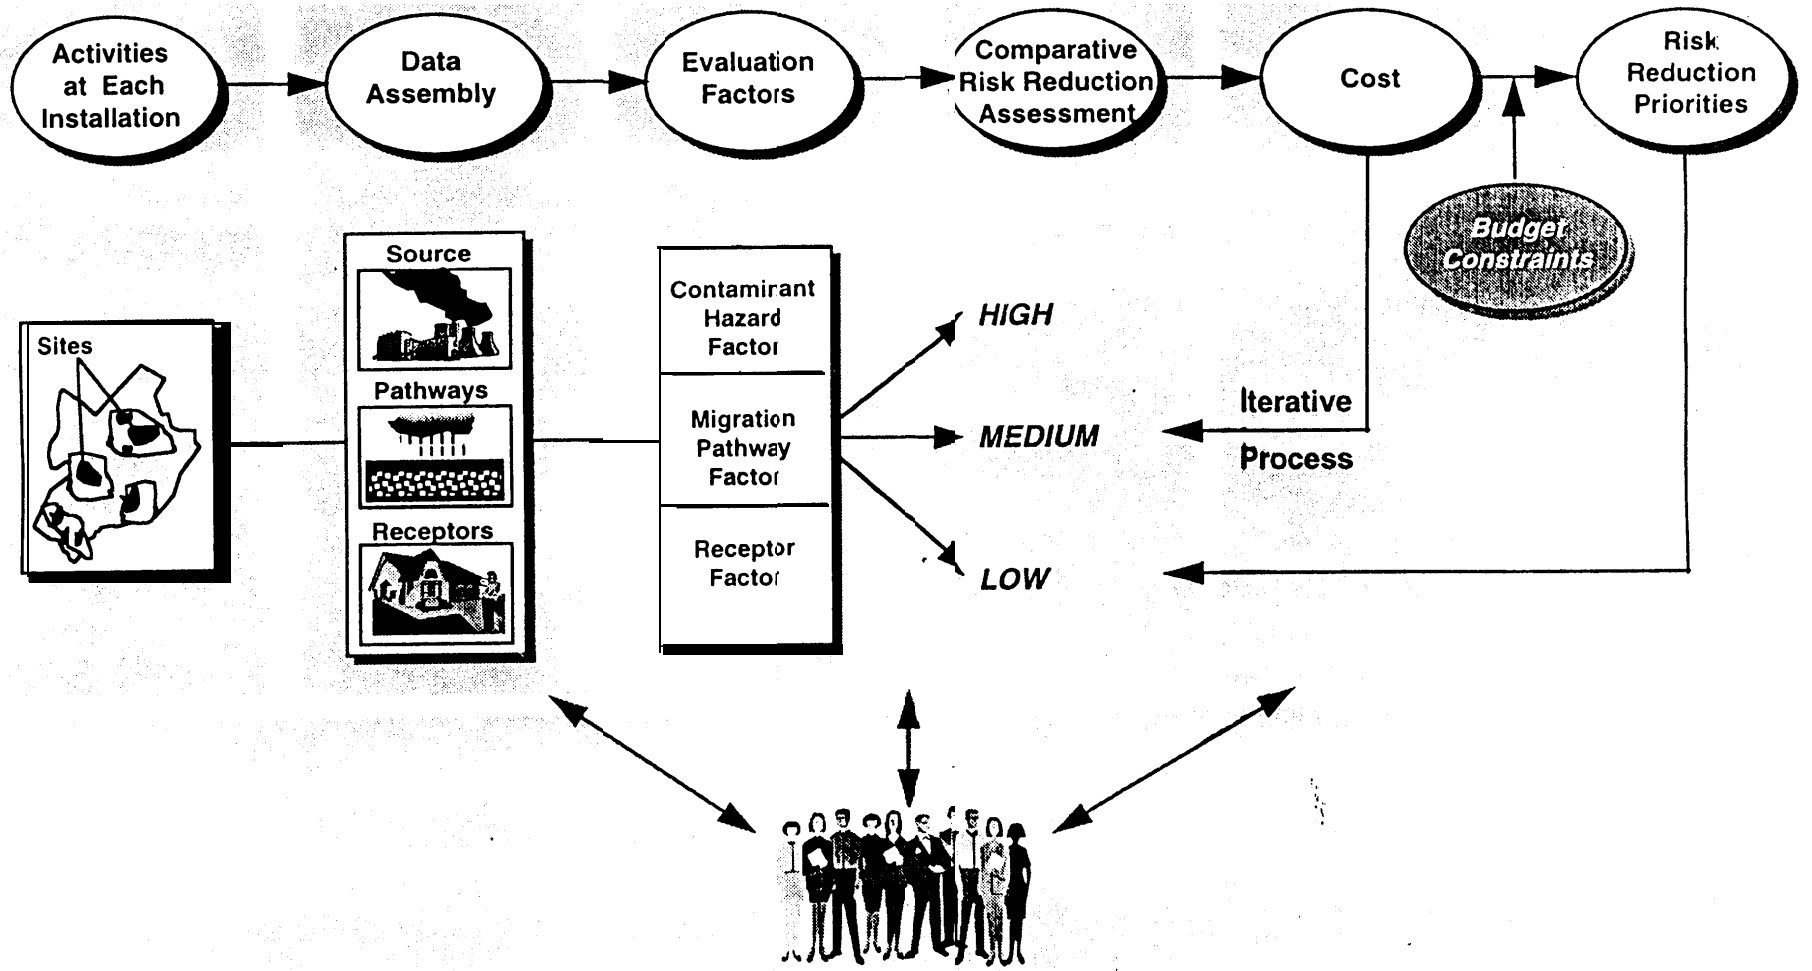 Activities
at Each
Installation
Data
Assembly
Evaluation
Factors
Comparative
Risk Reduction
Assessment
Cost
Risk
Reduction
Priorities
Budget
Constraints
Source
Pathways
Receptors
Sites
Contamirant
Hazard
Factor
Migration
Pathway
Factor
Receptor
Factor
HIGH
MEDIUM
LOW
Iterative
Process